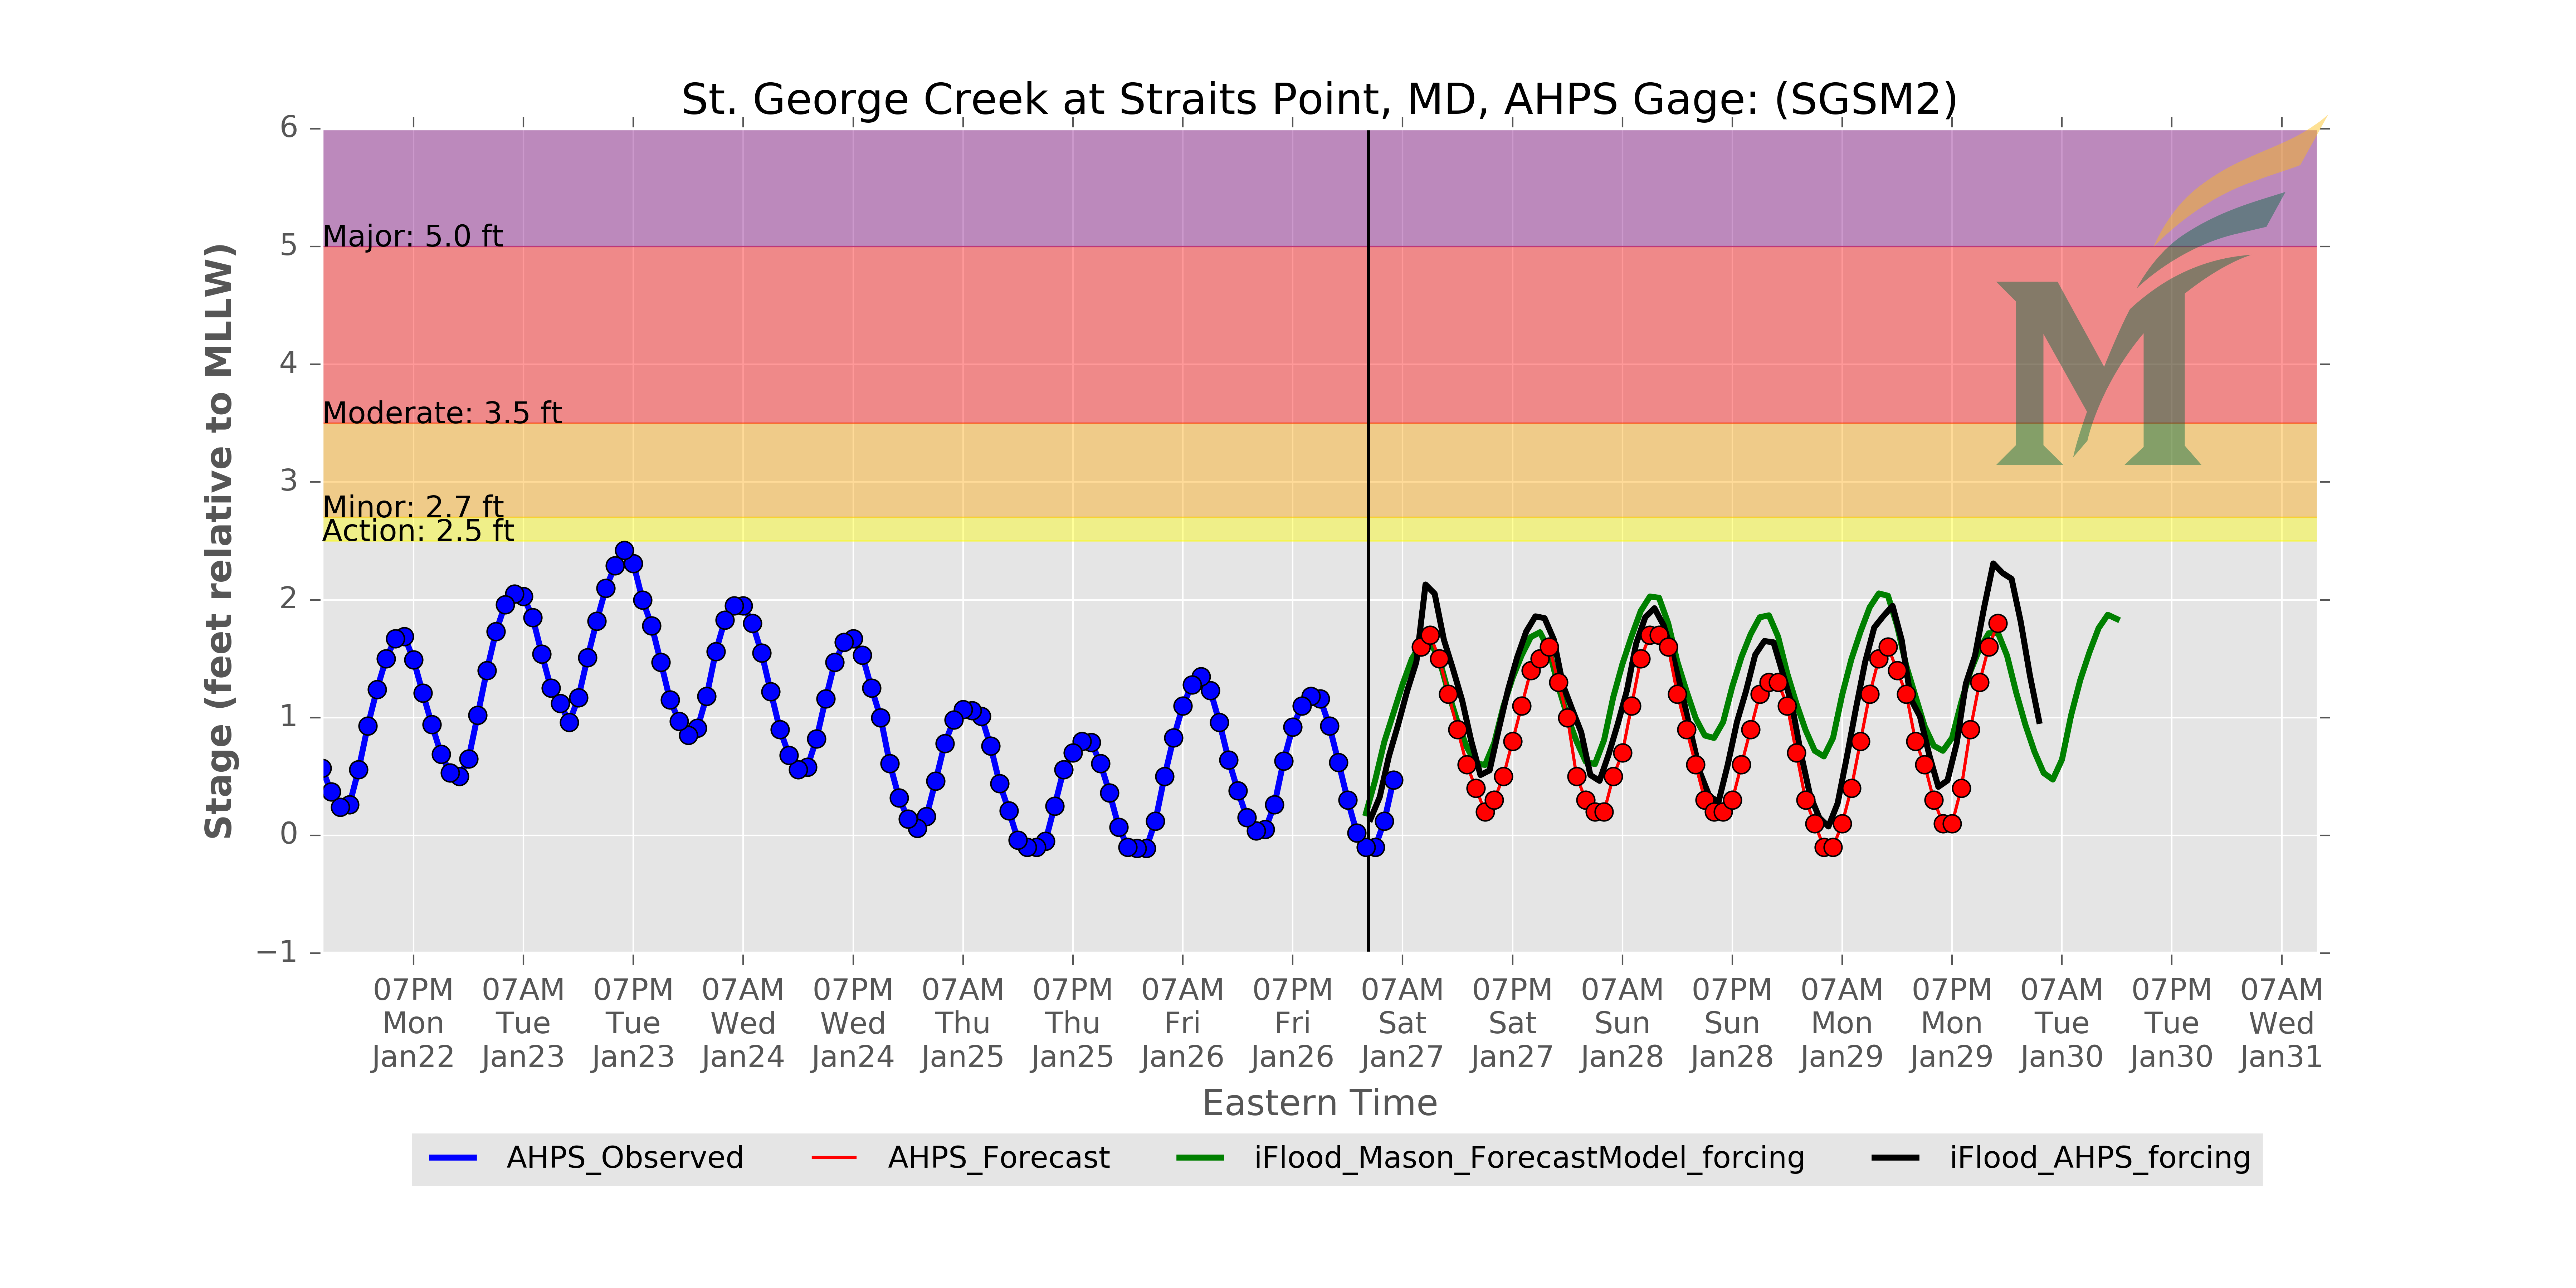 St. George Creek at Straits Point, MD, AHPS Gage: (SGSM2)
6
5
4
3
2
1
0
−1
Stage (feet relative to MLLW)
Major: 5.0 ft
Moderate: 3.5 ft
Minor: 2.7 ft
Action: 2.5 ft
M
07PM 07AM 07PM 07AM 07PM 07AM 07PM 07AM 07PM 07AM 07PM 07AM 07PM 07AM 07PM 07AM 07PM 07AM
Mon Tue Tue Wed Wed Thu Thu Fri Fri Sat Sat Sun Sun Mon Mon Tue Tue Wed
Jan22 Jan23 Jan23 Jan24 Jan24 Jan25 Jan25 Jan26 Jan26 Jan27 Jan27 Jan28 Jan28 Jan29 Jan29 Jan30 Jan30 Jan31
Eastern Time
AHPS_Observed AHPS_Forecast iFlood_Mason_ForecastModel_forcing iFlood_AHPS_forcing